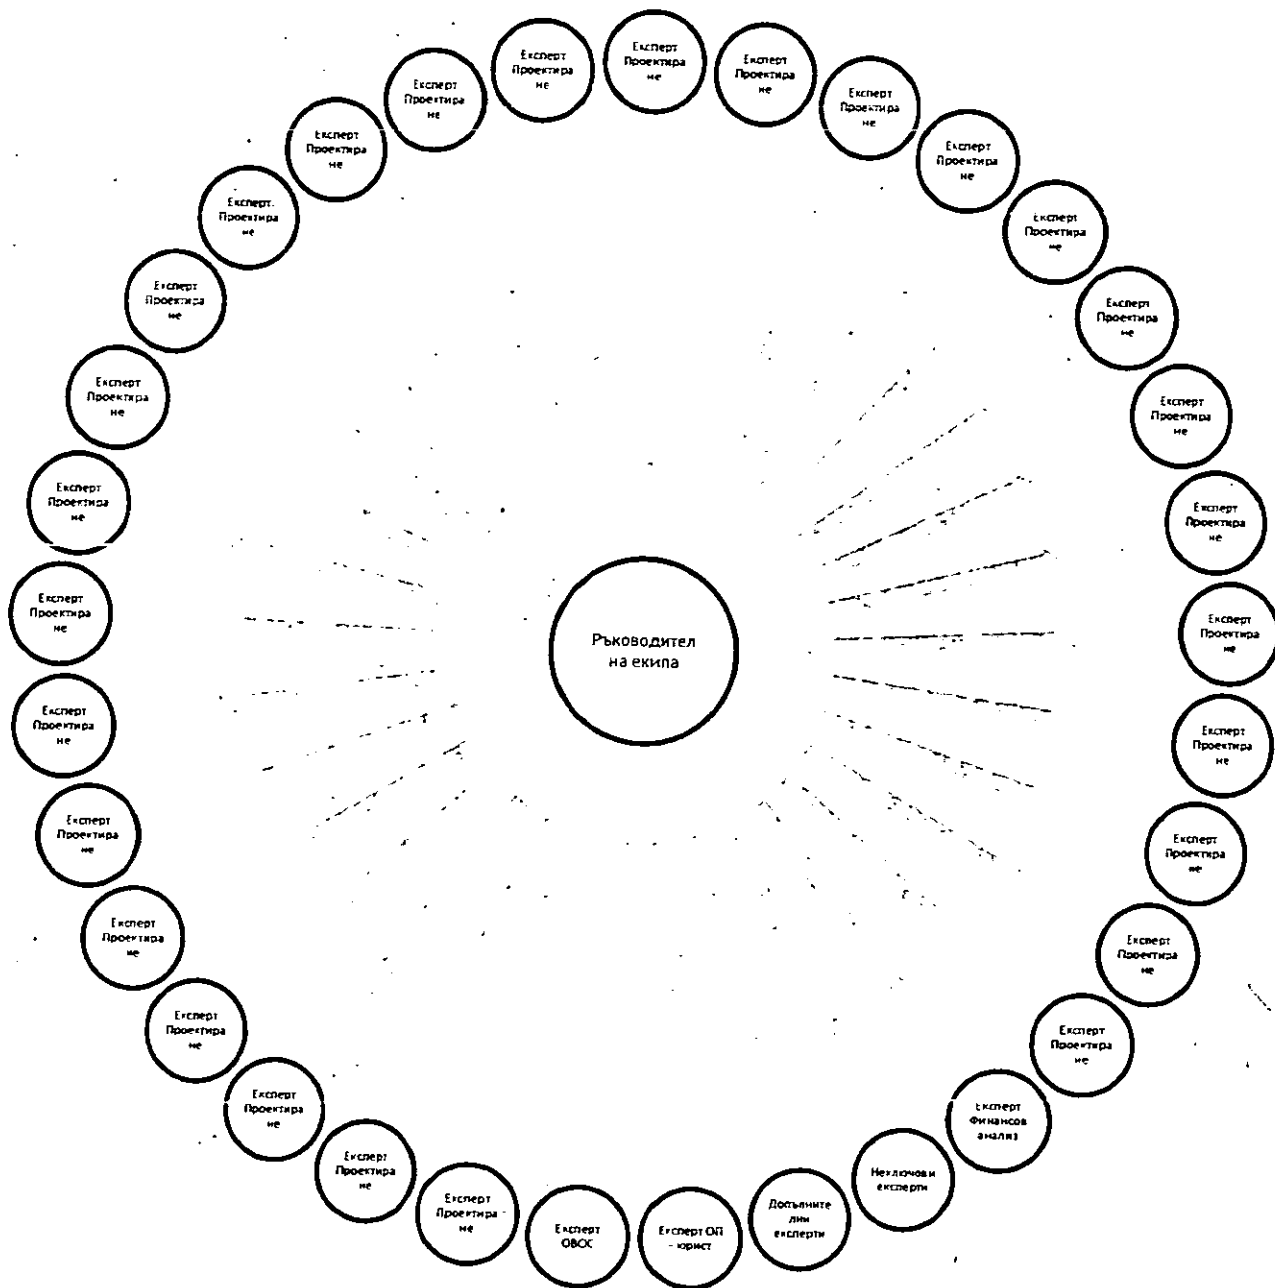 Експерт
Проектира
не
Експерт
Проектира
не
Експерт
Проектира
не
Експерт
Проектира
не
Експерт
Проектира
не
Експерт
Проектира
не
Експерт
Проектира
не
Експерт
Проектира
не
Експерт
Проектира
не
Експерт
Проектира
не
Експерт
Проектира
не
Експерт
Проектира
не
Експерт
Проектира
не
Експерт
Финансов
анализ
Неключови
експерти
Допълните
лни
експерти
Експерт ОП
- юрист
Експерт
ОВОС
Експерт
Проектира -
не
Експерт
Проектира
не
Експерт
Проектира
не
Експерт
Проектира
не
Експерт
Проектира
не
Експерт
Проектира
не
Експерт
Проектира
не
Експерт
Проектира
не
Експерт
Проектира
не
Експерт
Проектира
не
Експерт
Проектира
не
Експерт.
Проектира
не
Експерт
Проектира
не
Експерт
Проектира
не
Експерт
Проектира
не
Ръководител
на екипа